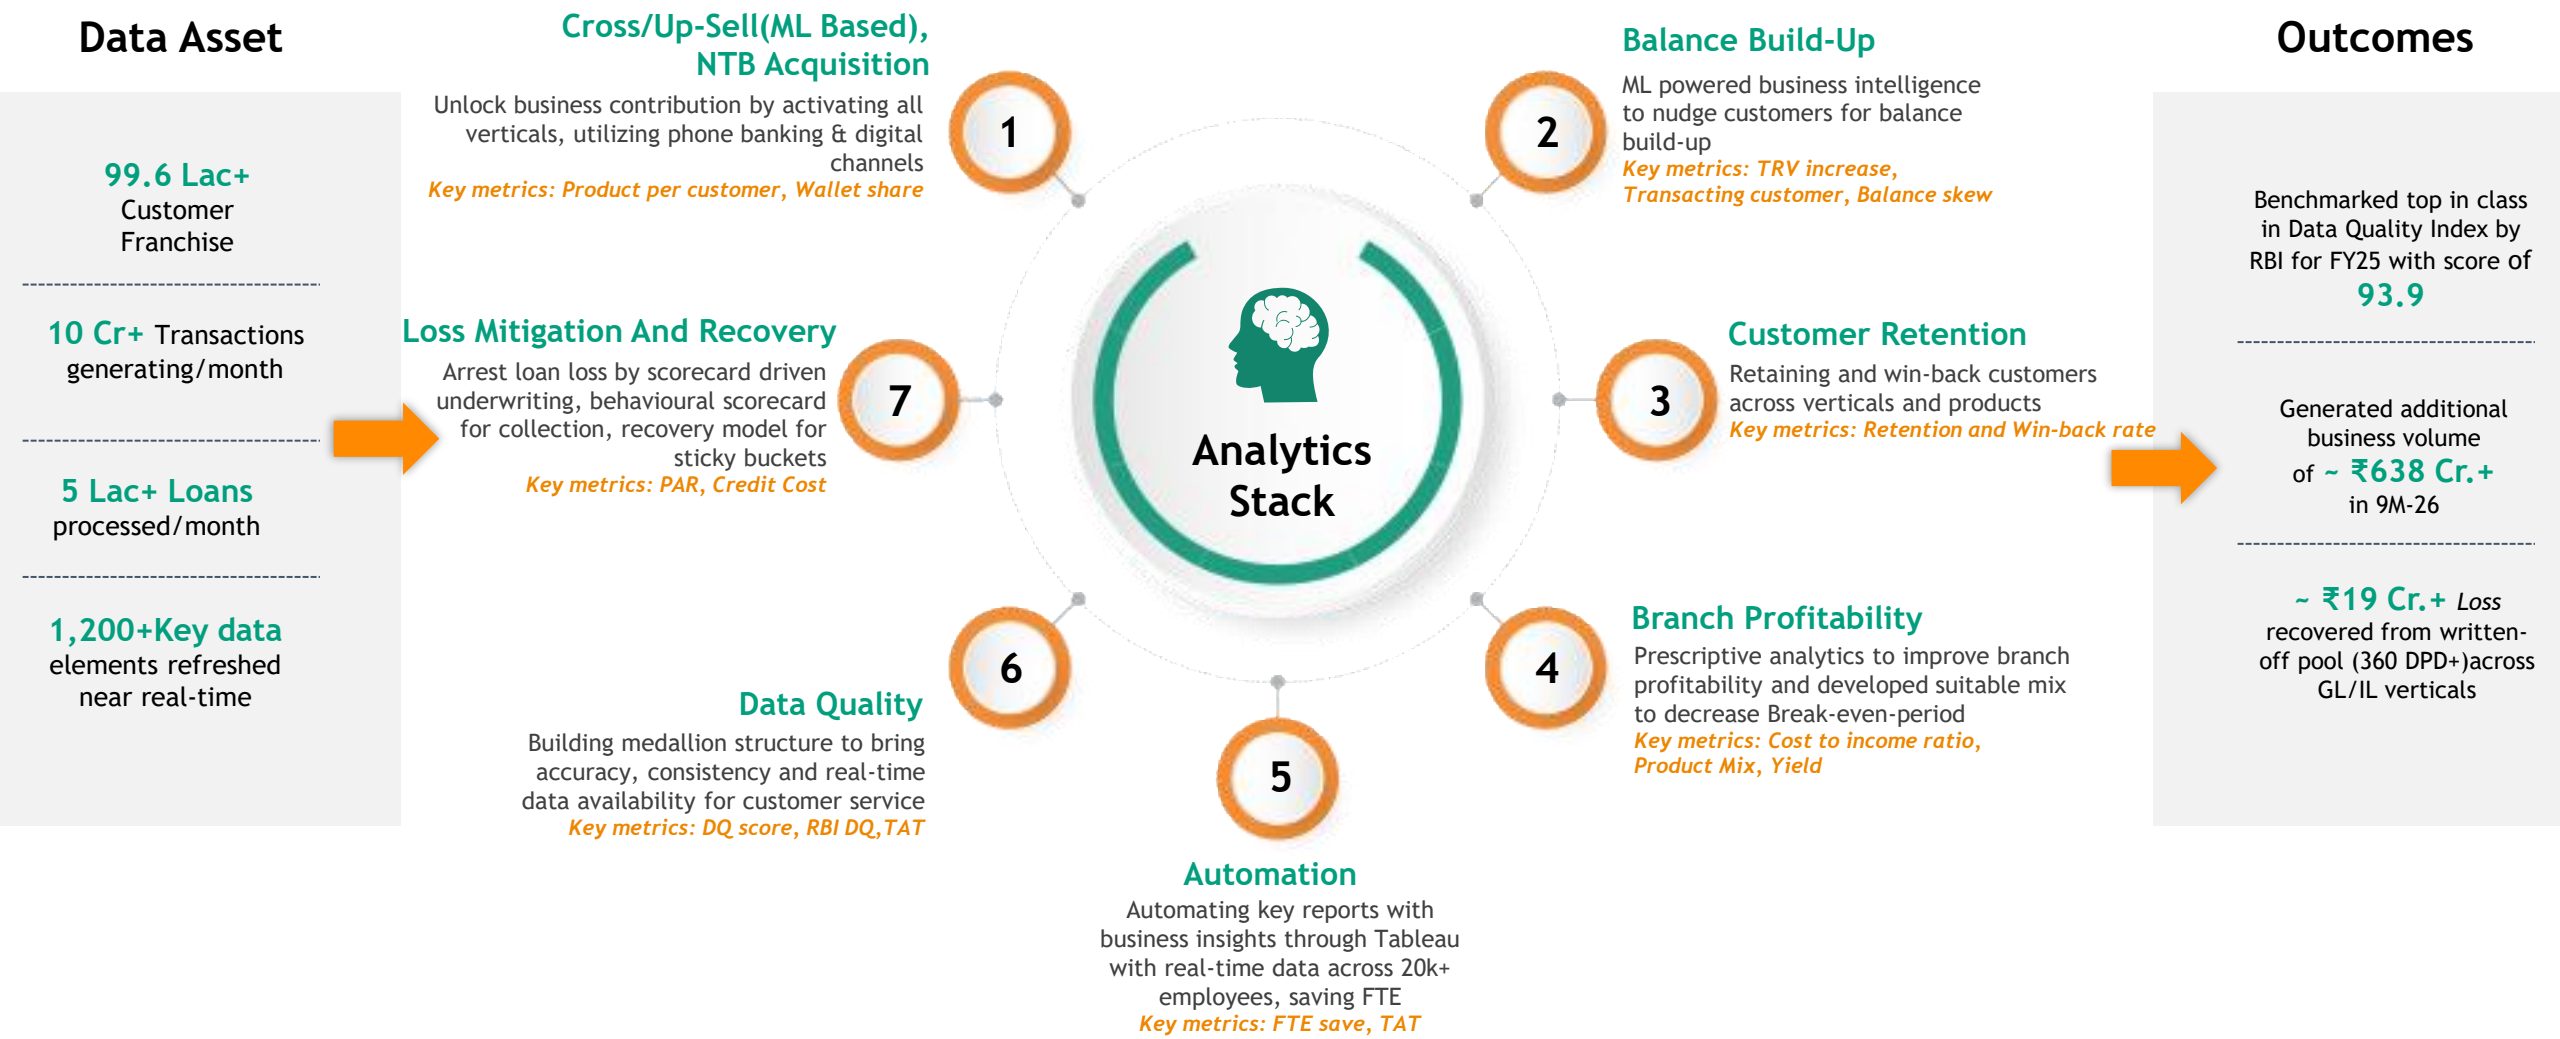 Data Asset
99.6 Lac+
Customer
Franchise
10 Cr+ Transactions
generating/month
5 Lac+ Loans
processed/month
1,200+Key data
elements refreshed
near real-time
Cross/Up-Sell(ML Based),
NTB Acquisition
Unlock business contribution by activating all
verticals, utilizing phone banking & digital
channels
Key metrics: Product per customer, Wallet share
1
2
Balance Build-Up
ML powered business intelligence
to nudge customers for balance
build-up
Key metrics: TRV increase,
Transacting customer, Balance skew
Loss Mitigation And Recovery
Arrest loan loss by scorecard driven
underwriting, behavioural scorecard
for collection, recovery model for
sticky buckets
Key metrics: PAR, Credit Cost
7
Analytics
Stack
3
Customer Retention
Retaining and win-back customers
across verticals and products
Key metrics: Retention and Win-back rate
6
Data Quality
Building medallion structure to bring
accuracy, consistency and real-time
data availability for customer service
Key metrics: DQ score, RBI DQ,TAT
4
Branch Profitability
Prescriptive analytics to improve branch
profitability and developed suitable mix
to decrease Break-even-period
Key metrics: Cost to income ratio,
Product Mix, Yield
5
Automation
Automating key reports with
business insights through Tableau
with real-time data across 20k+
employees, saving FTE
Key metrics: FTE save, TAT
Outcomes
Benchmarked top in class
in Data Quality Index by
RBI for FY25 with score of
93.9
Generated additional
business volume
of ~ ₹638 Cr.+
in 9M-26
~ ₹19 Cr.+ Loss
recovered from written-
off pool (360 DPD+)across
GL/IL verticals